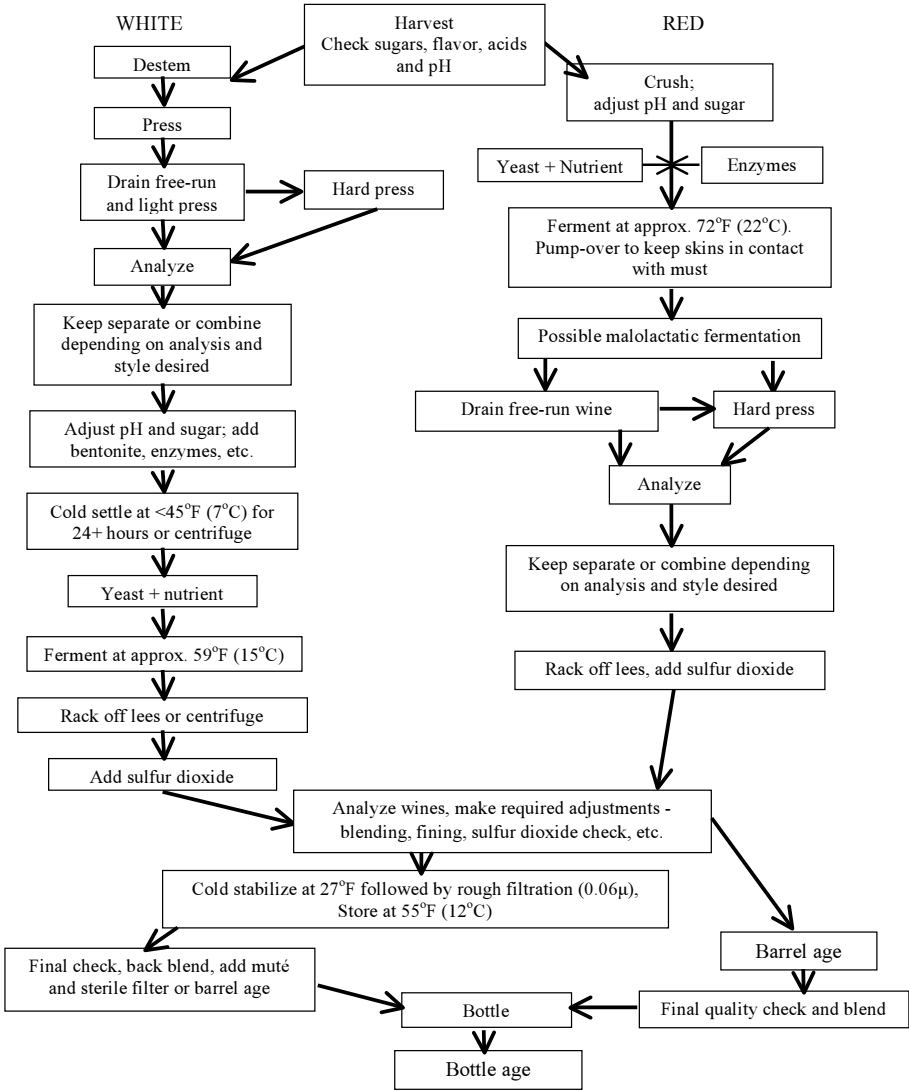 WHITE
Harvest
Check sugars, flavor, acids
and pH
RED
Destem
Crush;
adjust pH and sugar
Press
Yeast + Nutrient
Enzymes
Drain free-run
and light press
Hard press
Ferment at approx. 72°F (22°C).
Pump-over to keep skins in contact
with must
Analyze
Keep separate or combine
depending on analysis and
style desired
Possible malolactatic fermentation
Drain free-run wine
Hard press
Adjust pH and sugar; add
bentonite, enzymes, etc.
Analyze
Cold settle at <45°F (7°C) for
24+ hours or centrifuge
Keep separate or combine depending
on analysis and style desired
Yeast + nutrient
Ferment at approx. 59°F (15°C)
Rack off lees, add sulfur dioxide
Rack off lees or centrifuge
Add sulfur dioxide
Analyze wines, make required adjustments -
blending, fining, sulfur dioxide check, etc.
Cold stabilize at 27°F followed by rough filtration (0.06µ),
Store at 55°F (12°C)
Barrel age
Final check, back blend, add muté
and sterile filter or barrel age
Bottle
Final quality check and blend
Bottle age